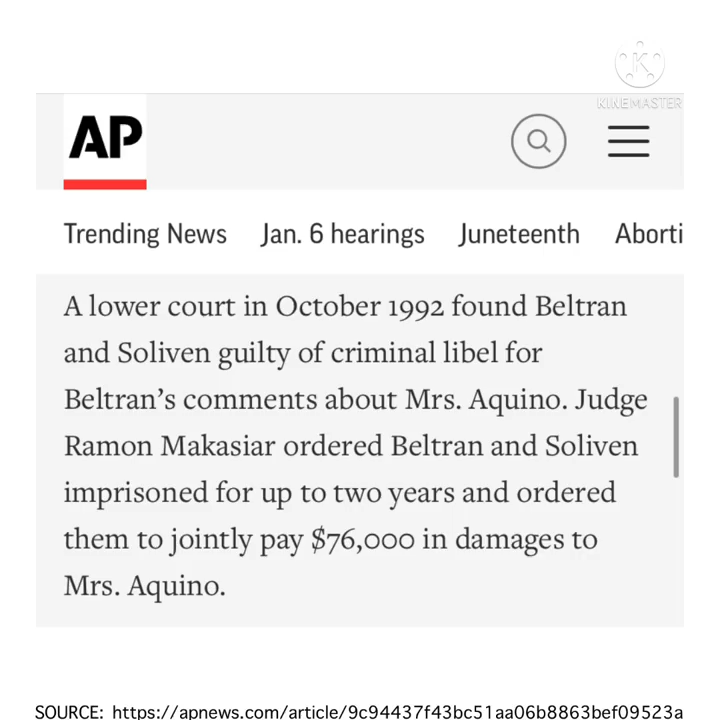 K
KINEMASTER
AP
Trending News Jan. 6 hearings Juneteenth Aborti
A lower court in October 1992 found Beltran
and Soliven guilty of criminal libel for
Beltran’s comments about Mrs. Aquino. Judge
Ramon Makasiar ordered Beltran and Soliven
imprisoned for up to two years and ordered
them to jointly pay $76,000 in damages to
Mrs. Aquino.
SOURCE: https://apnews.com/article/9c94437f43bc51aa06b8863bef09523a